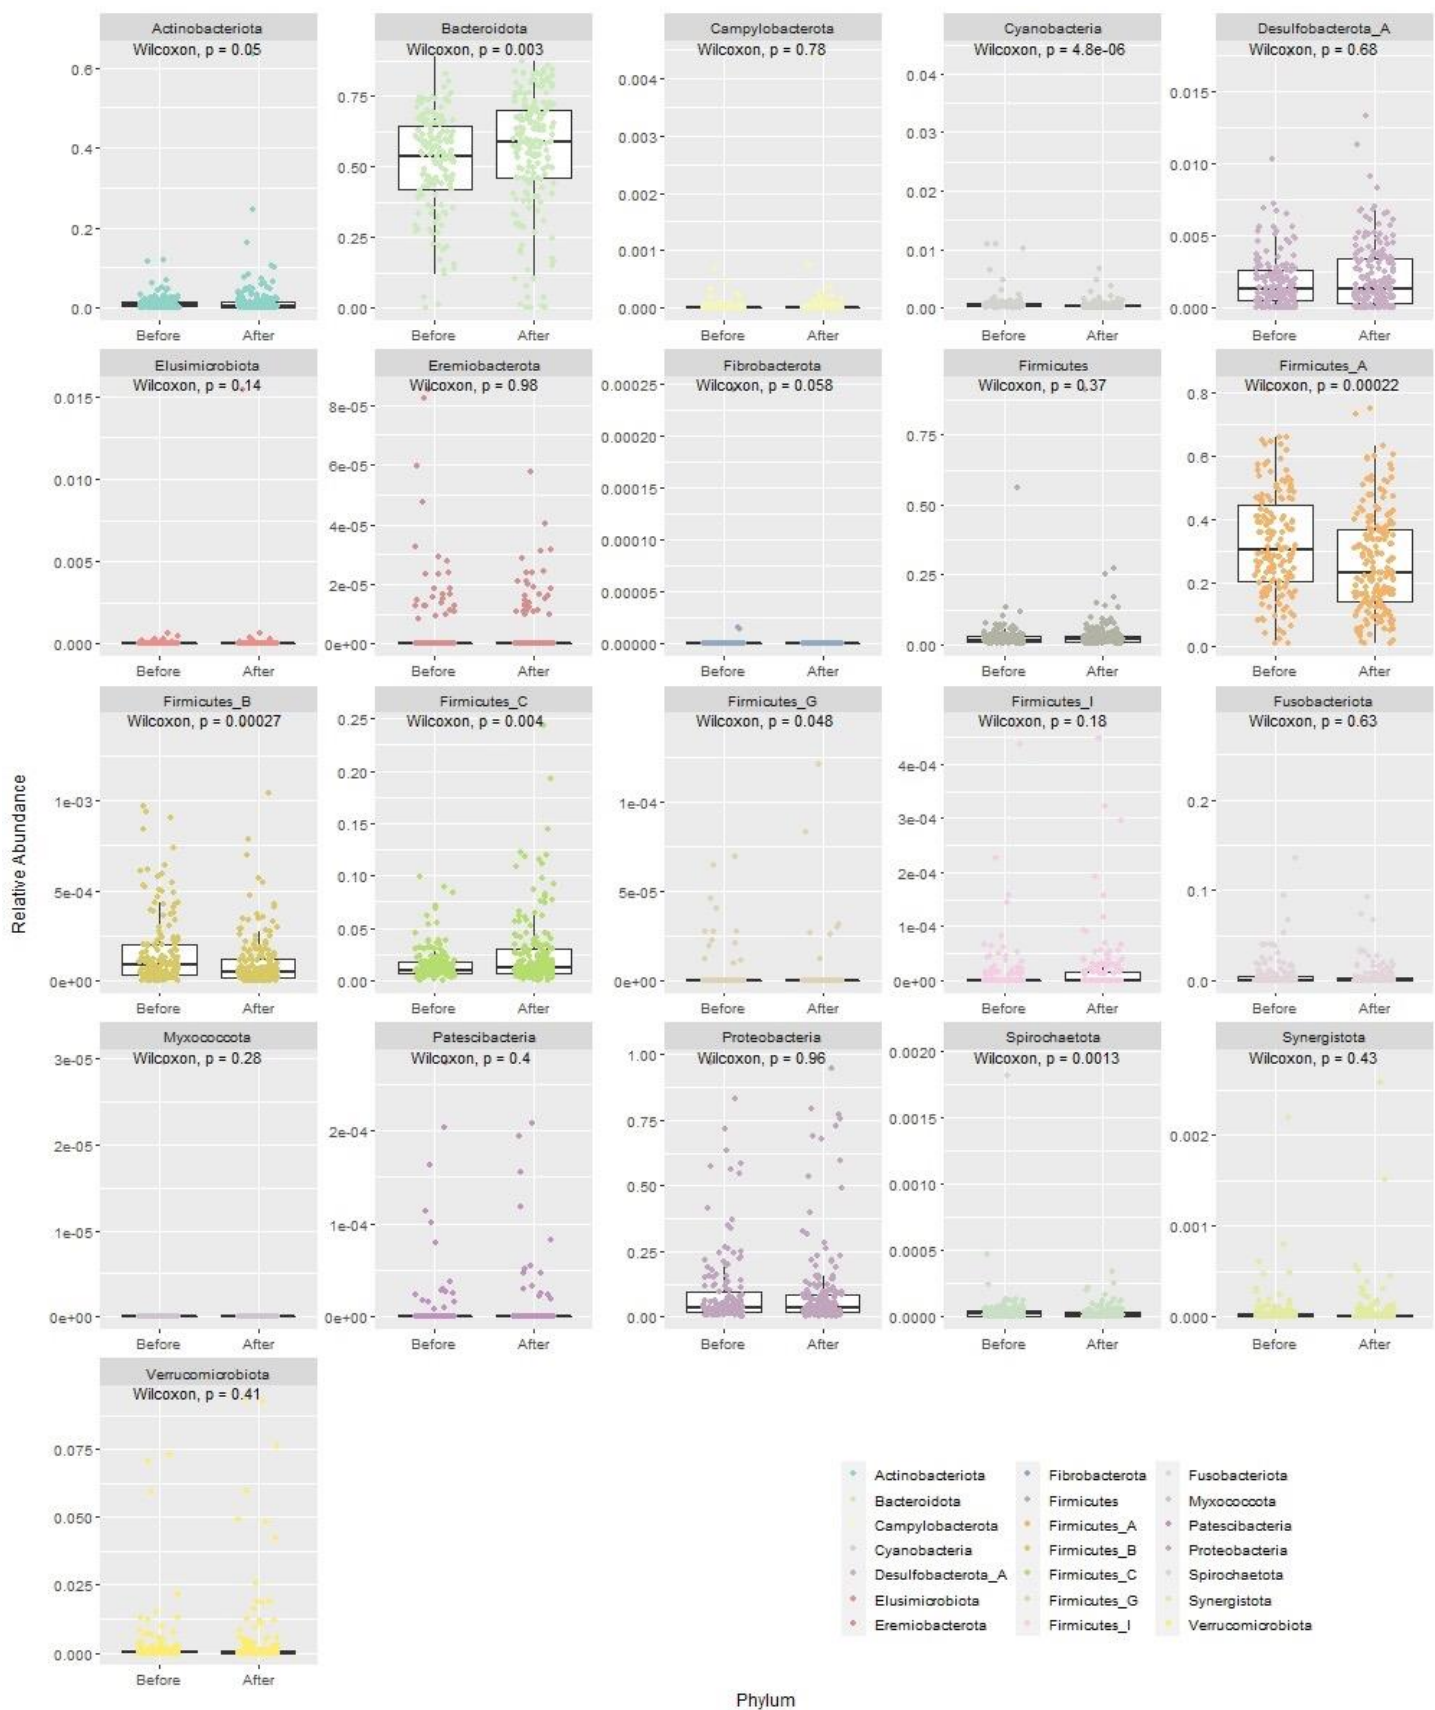 Actinobacteriota
Bacteroidota
Campylobacterota
Cyanobacteria
Desulfobacterota_A
Wilcoxon, p = 0.05
Wilcoxon, p = 0.003
Wilcoxon, p = 0.78
Wilcoxon, p = 4.8e-06
Wilcoxon, p = 0.68
0.6
0.4
0.2
0.0
0.75
0.50
0.25
0.00
0.004
0.003
0.002
0.001
0.000
0.04
0.03
0.02
0.01
0.00
0.015
0.010
0.005
0.000
Before After
Before After
Before After
Before After
Before After
Elusimicrobiota
Eremiobacterota
Fibrobacterota
Firmicutes
Firmicutes_A
Wilcoxon, p = 0.14
Wilcoxon, p = 0.98
Wilcoxon, p = 0.058
Wilcoxon, p = 0.37
Wilcoxon, p = 0.00022
0.015
0.010
0.005
0.000
8e-05
6e-05
4e-05
2e-05
0e+00
0.00025
0.00020
0.00015
0.00010
0.00005
0.00000
0.75
0.50
0.25
0.00
0.8
0.6
0.4
0.2
0.0
Before After
Before After
Before After
Before After
Before After
Relative Abundance
Firmicutes_B
Firmicutes_C
Firmicutes_G
Firmicutes_I
Fusobacteriota
Wilcoxon, p = 0.00027
Wilcoxon, p = 0.004
Wilcoxon, p = 0.048
Wilcoxon, p = 0.18
Wilcoxon, p = 0.63
1e-03
5e-04
0e+00
0.25
0.20
0.15
0.10
0.05
0.00
1e-04
5e-05
0e+00
4e-04
3e-04
2e-04
1e-04
0e+00
0.2
0.1
0.0
Before After
Before After
Before After
Before After
Before After
Myxococcota
Patescibacteria
Proteobacteria
Spirochaetota
Synergistota
Wilcoxon, p = 0.28
Wilcoxon, p = 0.4
Wilcoxon, p = 0.96
Wilcoxon, p = 0.0013
Wilcoxon, p = 0.43
3e-05
2e-05
1e-05
0e+00
2e-04
1e-04
0e+00
1.00
0.75
0.50
0.25
0.00
0.0020
0.0015
0.0010
0.0005
0.0000
0.002
0.001
0.000
Before After
Before After
Before After
Before After
Before After
Verrucomicrobiota
Wilcoxon, p = 0.41
0.075
0.050
0.025
0.000
Before After
Actinobacteriota
Bacteroidota
Campylobacterota
Cyanobacteria
Desulfobacterota_A
Elusimicrobiota
Eremiobacterota
Fibrobacterota
Firmicutes
Firmicutes_A
Firmicutes_B
Firmicutes_C
Firmicutes_G
Firmicutes_I
Fusobacteriota
Myxococcota
Patescibacteria
Proteobacteria
Spirochaetota
Synergistota
Verrucomicrobiota
Phylum